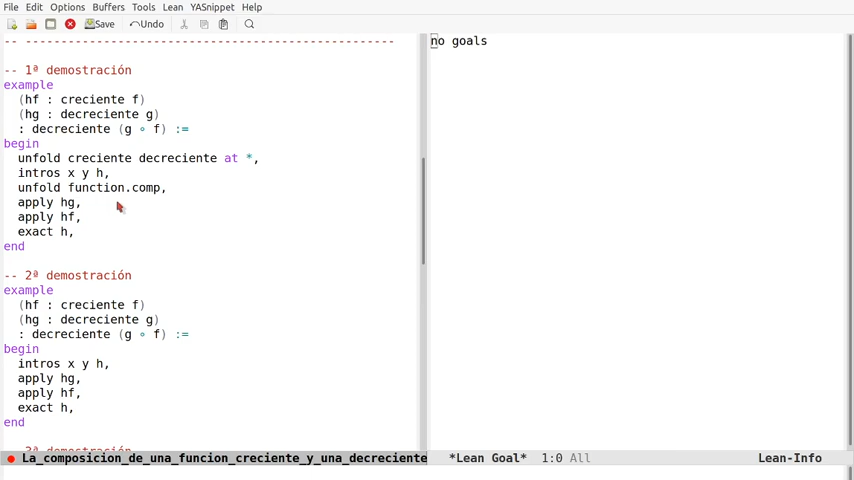 File Edit Options Buffers Tools Lean YASnippet Help
Save Undo
-- ----------------------------------------------------
-- 1ª demostración
example
  (hf : creciente f)
  (hg : decreciente g)
  : decreciente (g ∘ f) :=
begin
  unfold creciente decreciente at *,
  intros x y h,
  unfold function.comp,
  apply hg,
  apply hf,
  exact h,
end
-- 2ª demostración
example
  (hf : creciente f)
  (hg : decreciente g)
  : decreciente (g ∘ f) :=
begin
  intros x y h,
  apply hg,
  apply hf,
  exact h,
end
-- 3ª demostración
La_composicion_de_una_funcion_creciente_y_una_decreciente
no goals
*Lean Goal* 1:0 All Lean-Info